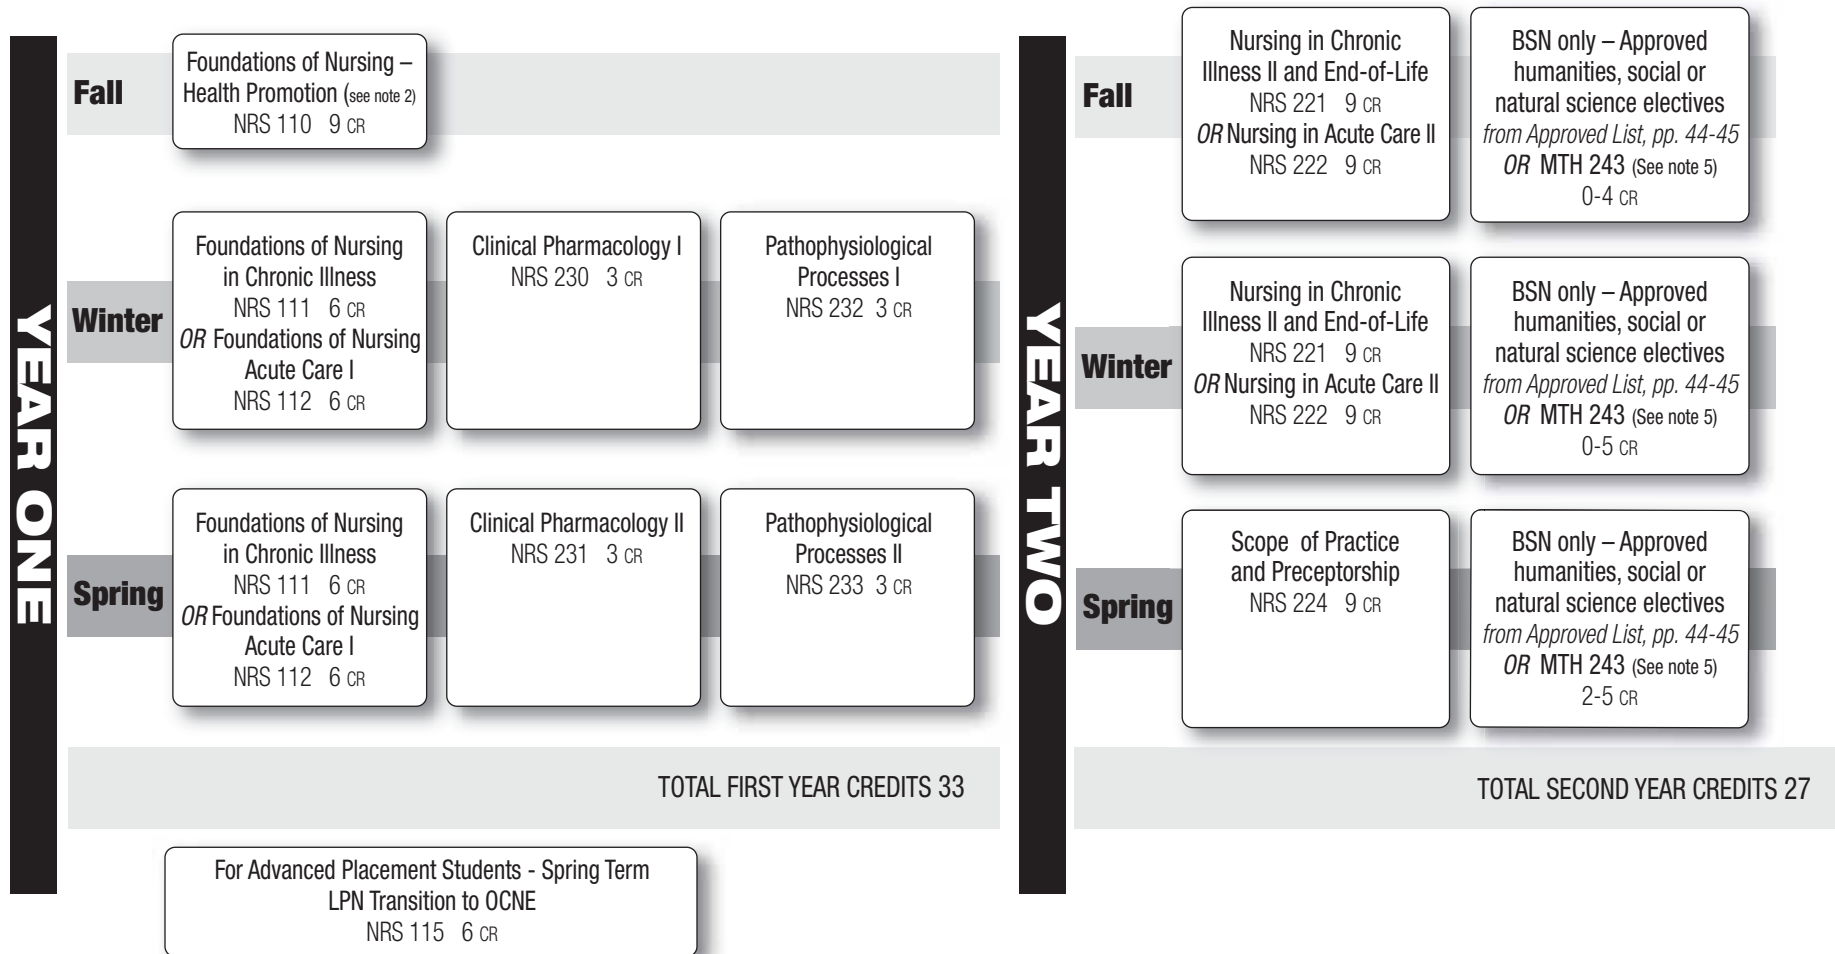 YEAR ONE
Fall
Foundations of Nursing –
Health Promotion (see note 2)
NRS 110 9 CR
Winter
Foundations of Nursing
in Chronic Illness
NRS 111 6 CR
OR Foundations of Nursing
Acute Care I
NRS 112 6 CR
Clinical Pharmacology I
NRS 230 3 CR
Pathophysiological
Processes I
NRS 232 3 CR
Spring
Foundations of Nursing
in Chronic Illness
NRS 111 6 CR
OR Foundations of Nursing
Acute Care I
NRS 112 6 CR
Clinical Pharmacology II
NRS 231 3 CR
Pathophysiological
Processes II
NRS 233 3 CR
TOTAL FIRST YEAR CREDITS 33
For Advanced Placement Students - Spring Term
LPN Transition to OCNE
NRS 115 6 CR
YEAR TWO
Fall
Nursing in Chronic
Illness II and End-of-Life
NRS 221 9 CR
OR Nursing in Acute Care II
NRS 222 9 CR
BSN only – Approved
humanities, social or
natural science electives
from Approved List, pp. 44-45
OR MTH 243 (See note 5)
0-4 CR
Winter
Nursing in Chronic
Illness II and End-of-Life
NRS 221 9 CR
OR Nursing in Acute Care II
NRS 222 9 CR
BSN only – Approved
humanities, social or
natural science electives
from Approved List, pp. 44-45
OR MTH 243 (See note 5)
0-5 CR
Spring
Scope of Practice
and Preceptorship
NRS 224 9 CR
BSN only – Approved
humanities, social or
natural science electives
from Approved List, pp. 44-45
OR MTH 243 (See note 5)
2-5 CR
TOTAL SECOND YEAR CREDITS 27